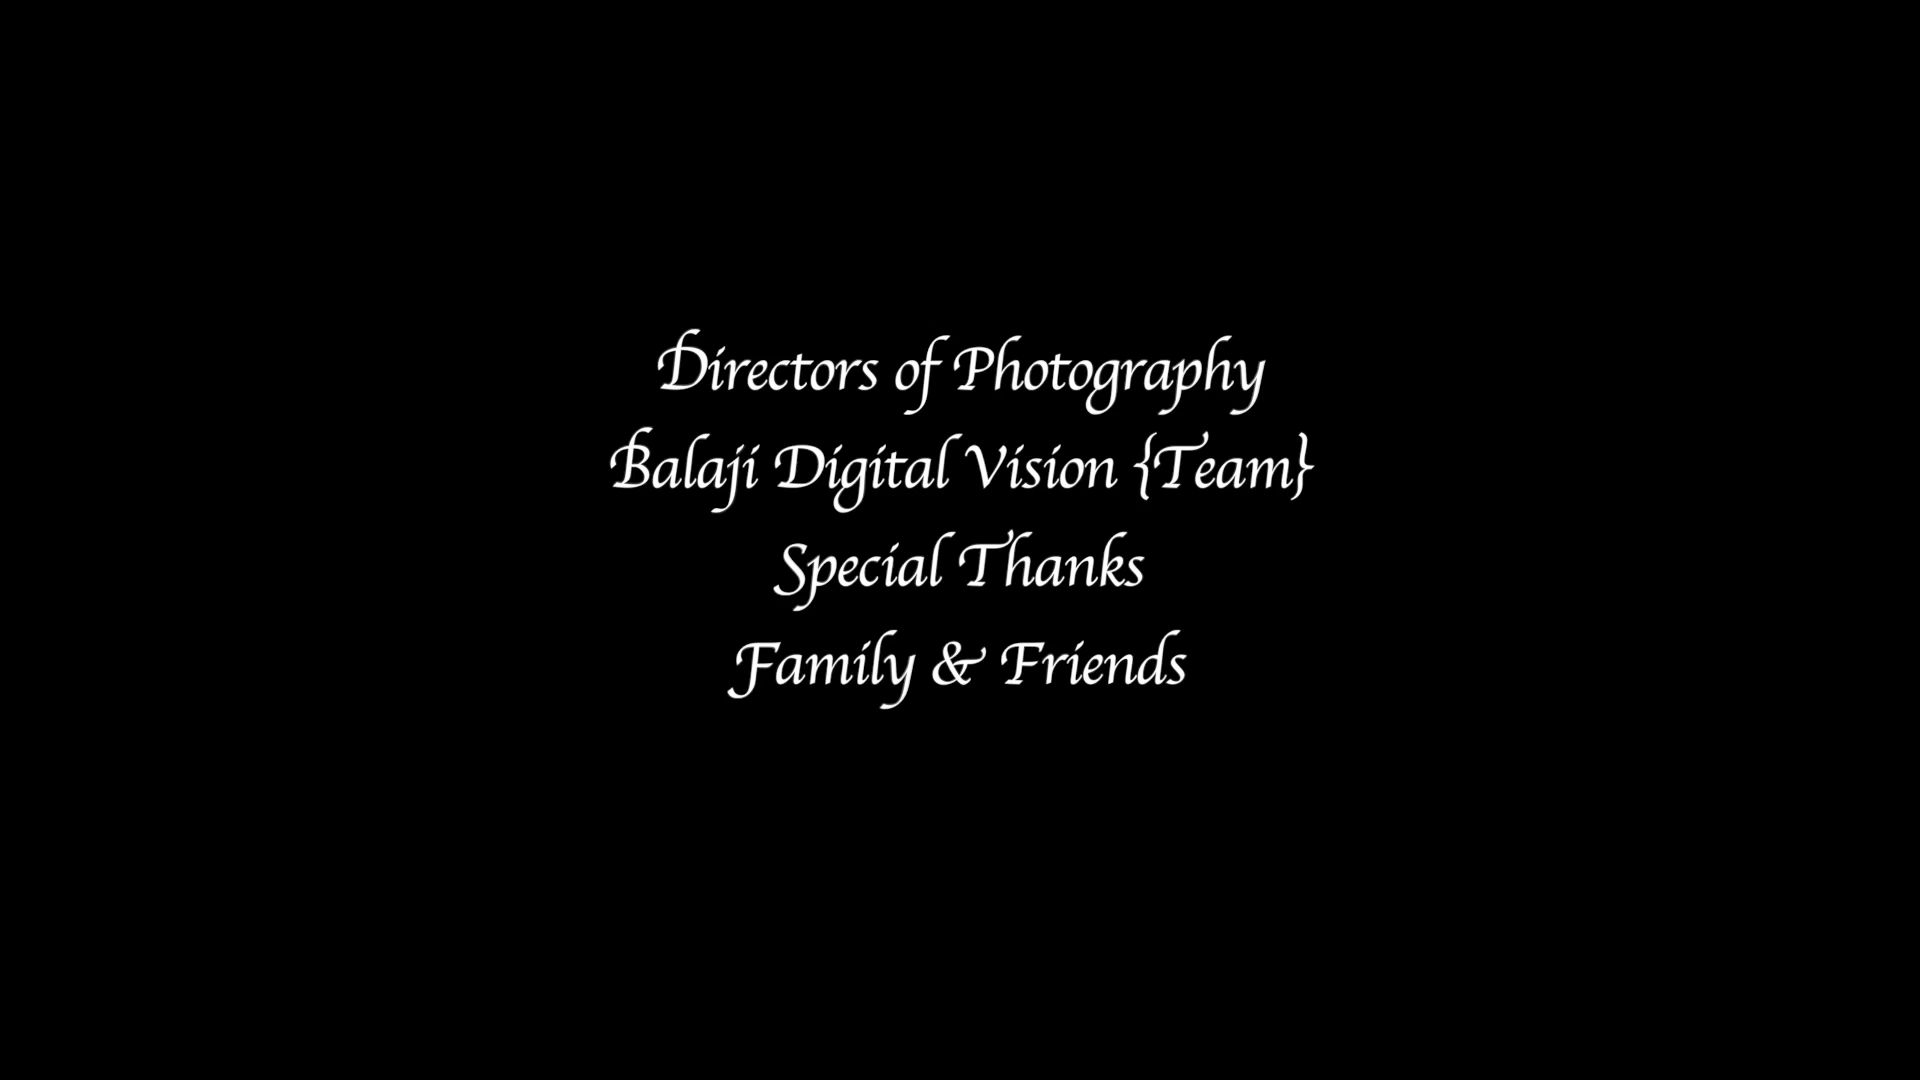 Directors of Photography
Balaji Digital Vision {Team}
Special Thanks
Family & Friends